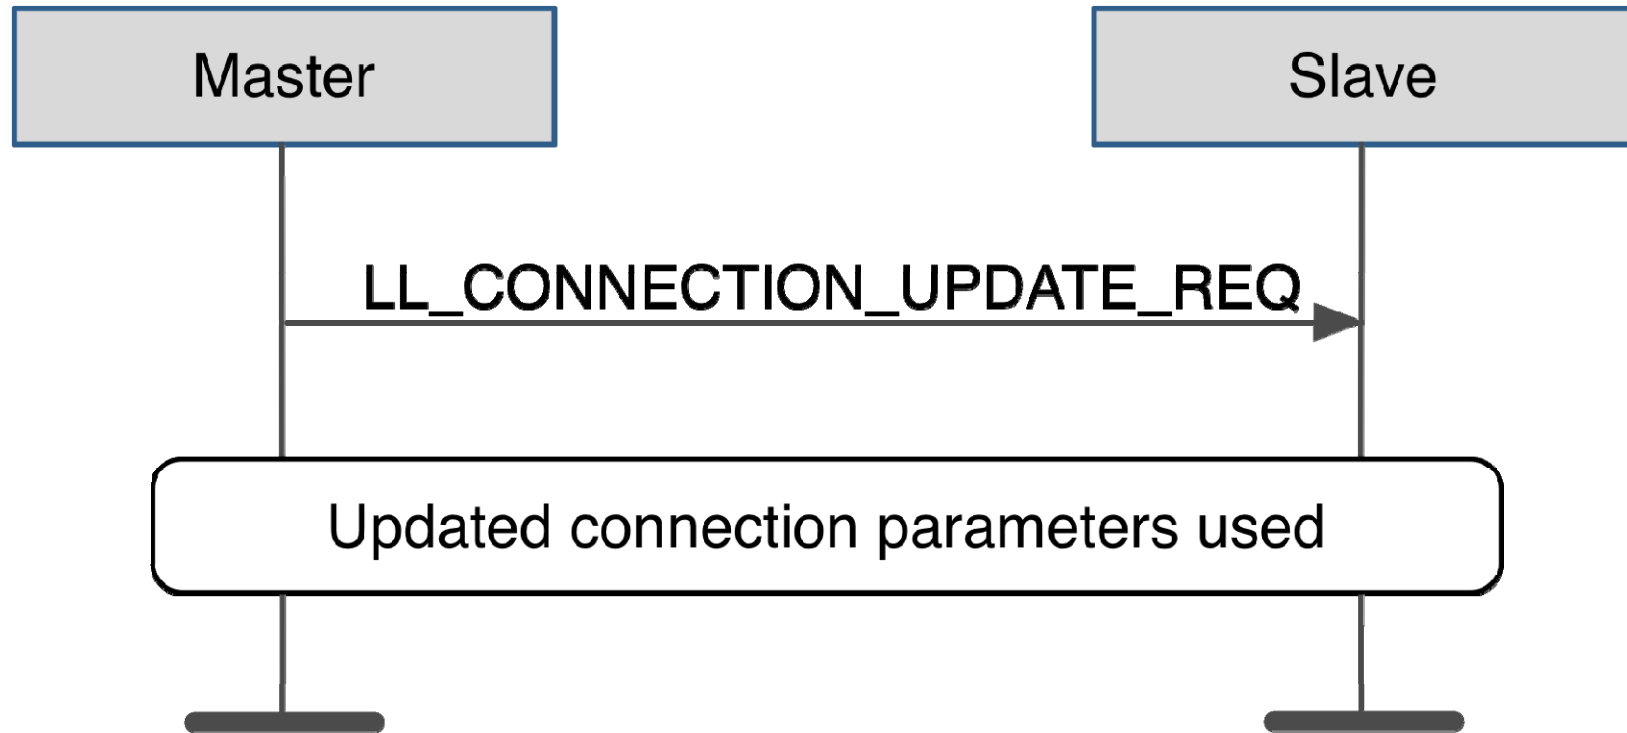 Master
Slave
LL_CONNECTION_UPDATE_REQ
Updated connection parameters used